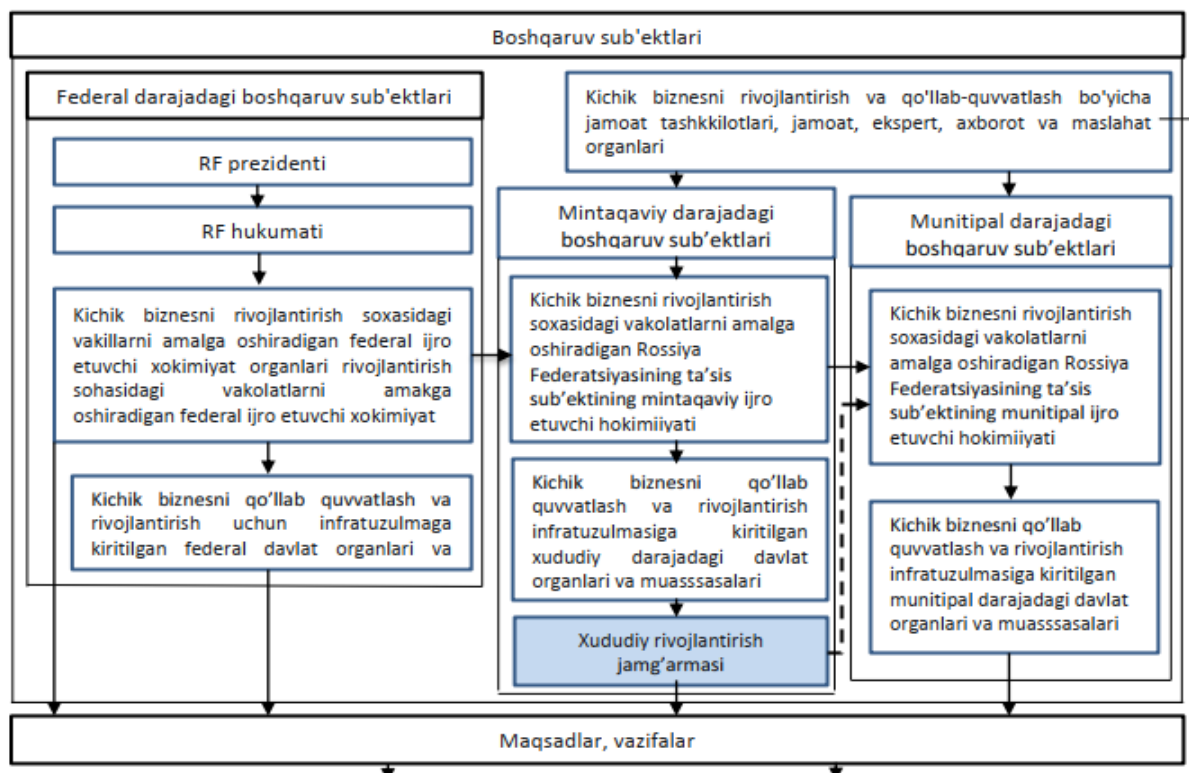 Boshqaruv sub'ektlari
Federal darajadagi boshqaruv sub'ektlari
RF prezidenti
RF hukumati
Kichik biznesni rivojlantirish soxasidagi
vakillarni amalga oshiradigan federal ijro
etuvchi xokimiyat organlari rivojlantirish
sohasidagi vakolatlarni amakga
oshiradigan federal ijro etuvchi xokimiyat
Kichik biznesni qo’llab quvvatlash va
rivojlantirish uchun infratuzulmaga
kiritilgan federal davlat organlari va
Kichik biznesni rivojlantirish va qo'llab-quvvatlash bo'yicha
jamoat tashkkilotlari, jamoat, ekspert, axborot va maslahat
organlari
Mintaqaviy darajadagi
boshqaruv sub’ektlari
Kichik biznesni rivojlantirish
soxasidagi vakolatlarni amalga
oshiradigan Rossiya
Federatsiyasining ta’sis
sub’ektining mintaqaviy ijro
etuvchi hokimiiyati
Kichik biznesni qo’llab
quvvatlash va rivojlantirish
infratuzulmasiga kiritilgan
xududiy darajadagi davlat
organlari va muasssasalari
Xududiy rivojlantirish
jamg’armasi
Munitipal darajadagi
boshqaruv sub’ektlari
Kichik biznesni rivojlantirish
soxasidagi vakolatlarni
amalga oshiradigan Rossiya
Federatsiyasining ta’sis
sub’ektining munitipal ijro
etuvchi hokimiiyati
Kichik biznesni qo’llab
quvvatlash va rivojlantirish
infratuzulmasiga kiritilgan
munitipal darajadagi davlat
organlari va muasssasalari
Maqsadlar, vazifalar